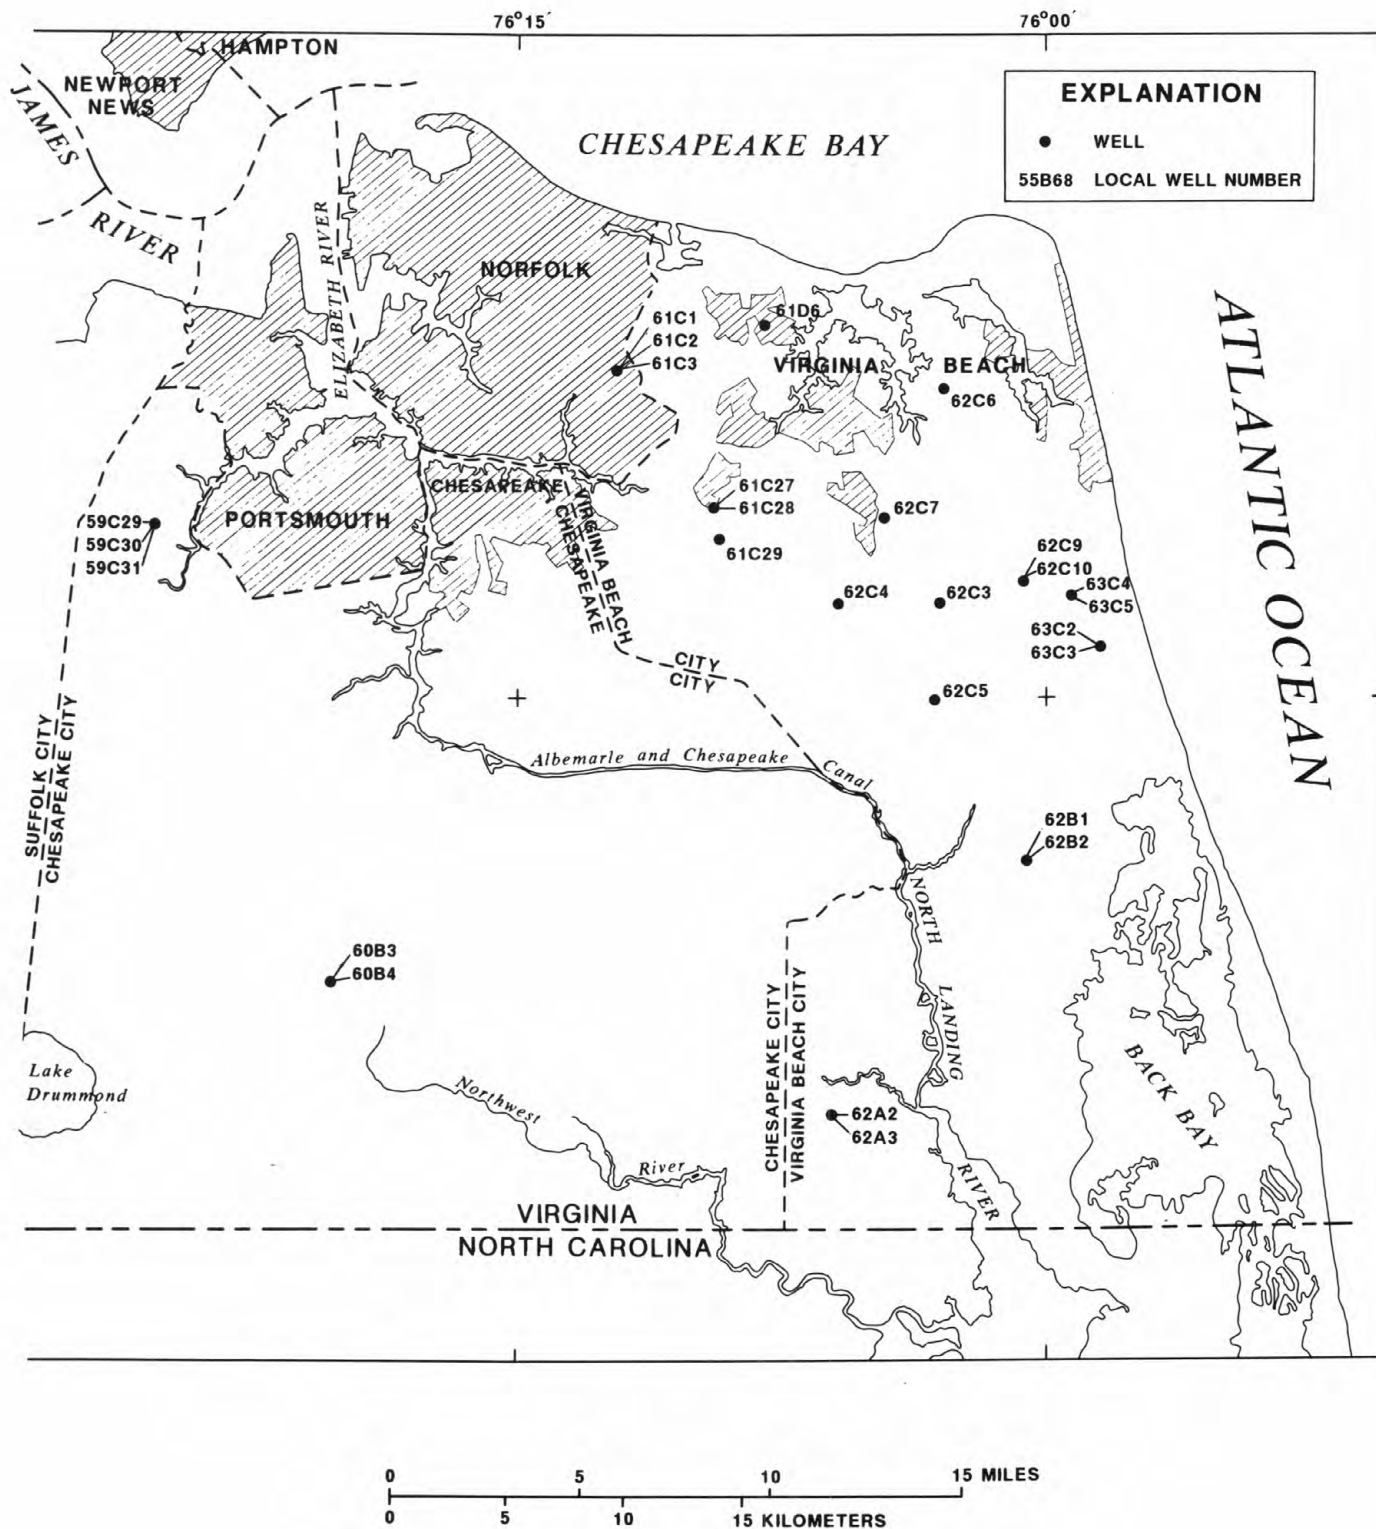 76°15′
76°00′
HAMPTON
NEWPORT
NEWS
JAMES
RIVER
CHESAPEAKE BAY
EXPLANATION
WELL
55B68 LOCAL WELL NUMBER
ELIZABETH RIVER
NORFOLK
61C1
61C2
61C3
61D6
VIRGINIA BEACH
62C6
ATLANTIC OCEAN
CHESAPEAKE
PORTSMOUTH
VIRGINIA BEACH
CHESAPEAKE
61C27
61C28
61C29
62C7
59C29
59C30
59C31
62C9
62C10
63C4
63C5
62C4
62C3
63C2
63C3
CITY
CITY
62C5
SUFFOLK CITY
CHESAPEAKE CITY
Albemarle and Chesapeake Canal
62B1
62B2
NORTH LANDING RIVER
60B3
60B4
CHESAPEAKE CITY
VIRGINIA BEACH CITY
BACK BAY
Lake
Drummond
Northwest River
62A2
62A3
VIRGINIA
NORTH CAROLINA
0 5 10 15 MILES
0 5 10 15 KILOMETERS